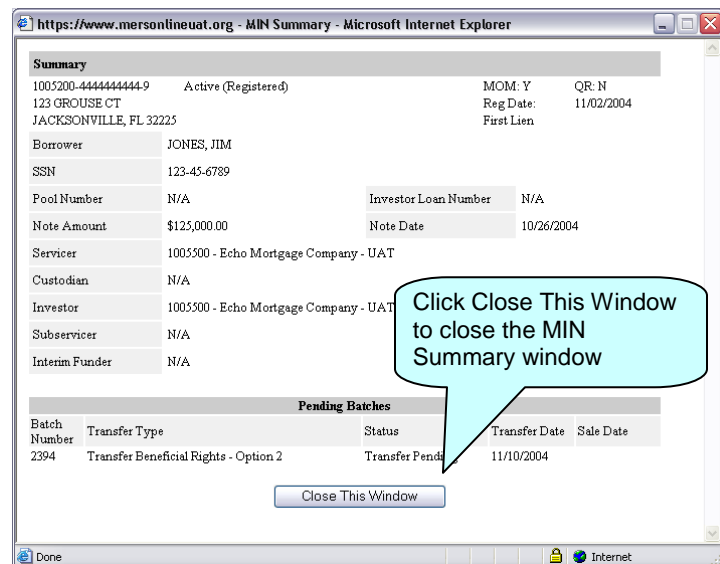 https://www.mersonlineuat.org - MIN Summary - Microsoft Internet Explorer
Summary
1005200-4444444444-9 Active (Registered) MOM: Y QR: N
123 GROUSE CT Reg Date: 11/02/2004
JACKSONVILLE, FL 32225 First Lien
Borrower JONES, JIM
SSN 123-45-6789
Pool Number N/A Investor Loan Number N/A
Note Amount $125,000.00 Note Date 10/26/2004
Servicer 1005500 - Echo Mortgage Company - UAT
Custodian N/A
Investor 1005500 - Echo Mortgage Company - UAT
Subservicer N/A
Interim Funder N/A
Click Close This Window
to close the MIN
Summary window
Pending Batches
Batch
Number Transfer Type Status Transfer Date Sale Date
2394 Transfer Beneficial Rights - Option 2 Transfer Pending 11/10/2004
Close This Window
Done Internet